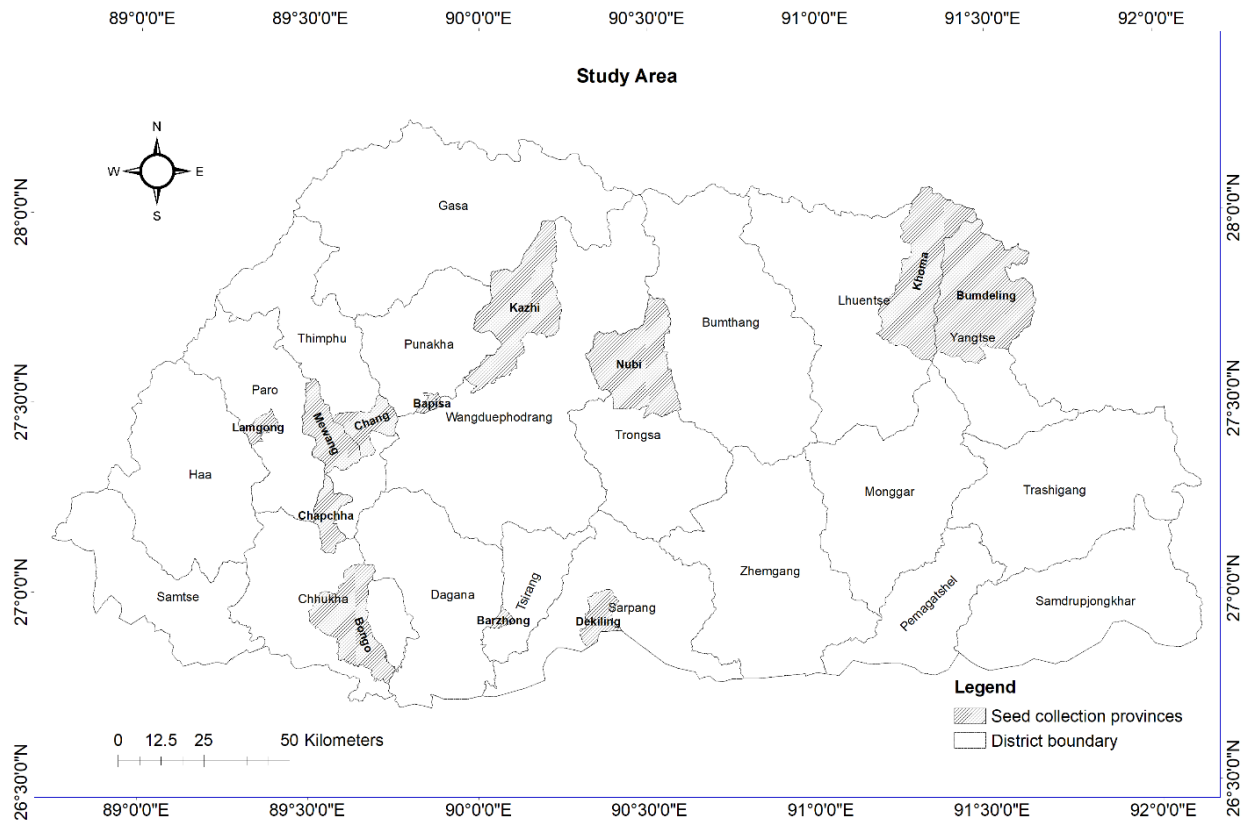 89°0'0"E 89°30'0"E 90°0'0"E 90°30'0"E 91°0'0"E 91°30'0"E 92°0'0"E
Study Area
N
W E
S
28°0'0"N 28°0'0"N
27°30'0"N 27°30'0"N
27°0'0"N 27°0'0"N
26°30'0"N 26°30'0"N
Gasa
Khoma
Bumdeling
Lhuentse
Kazhi
Bumthang
Thimphu
Punakha
Yangtse
Nubi
Paro
Bapisa
Wangduephodrang
Lamgong
Mewang
Chang
Trongsa
Haa
Monggar
Trashigang
Chapchha
Zhemgang
Samtse
Chhukha
Bongo
Dagana
Tsirang
Barzhong
Dekiling
Sarpang
Pemagatshel
Samdrupjongkhar
Legend
Seed collection provinces
District boundary
0 12.5 25 50 Kilometers
89°0'0"E 89°30'0"E 90°0'0"E 90°30'0"E 91°0'0"E 91°30'0"E 92°0'0"E